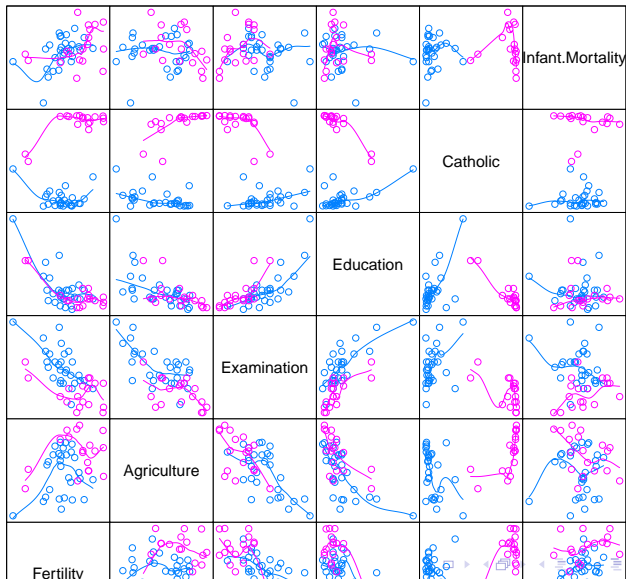 Infant.Mortality
Catholic
Education
Examination
Agriculture
Fertility